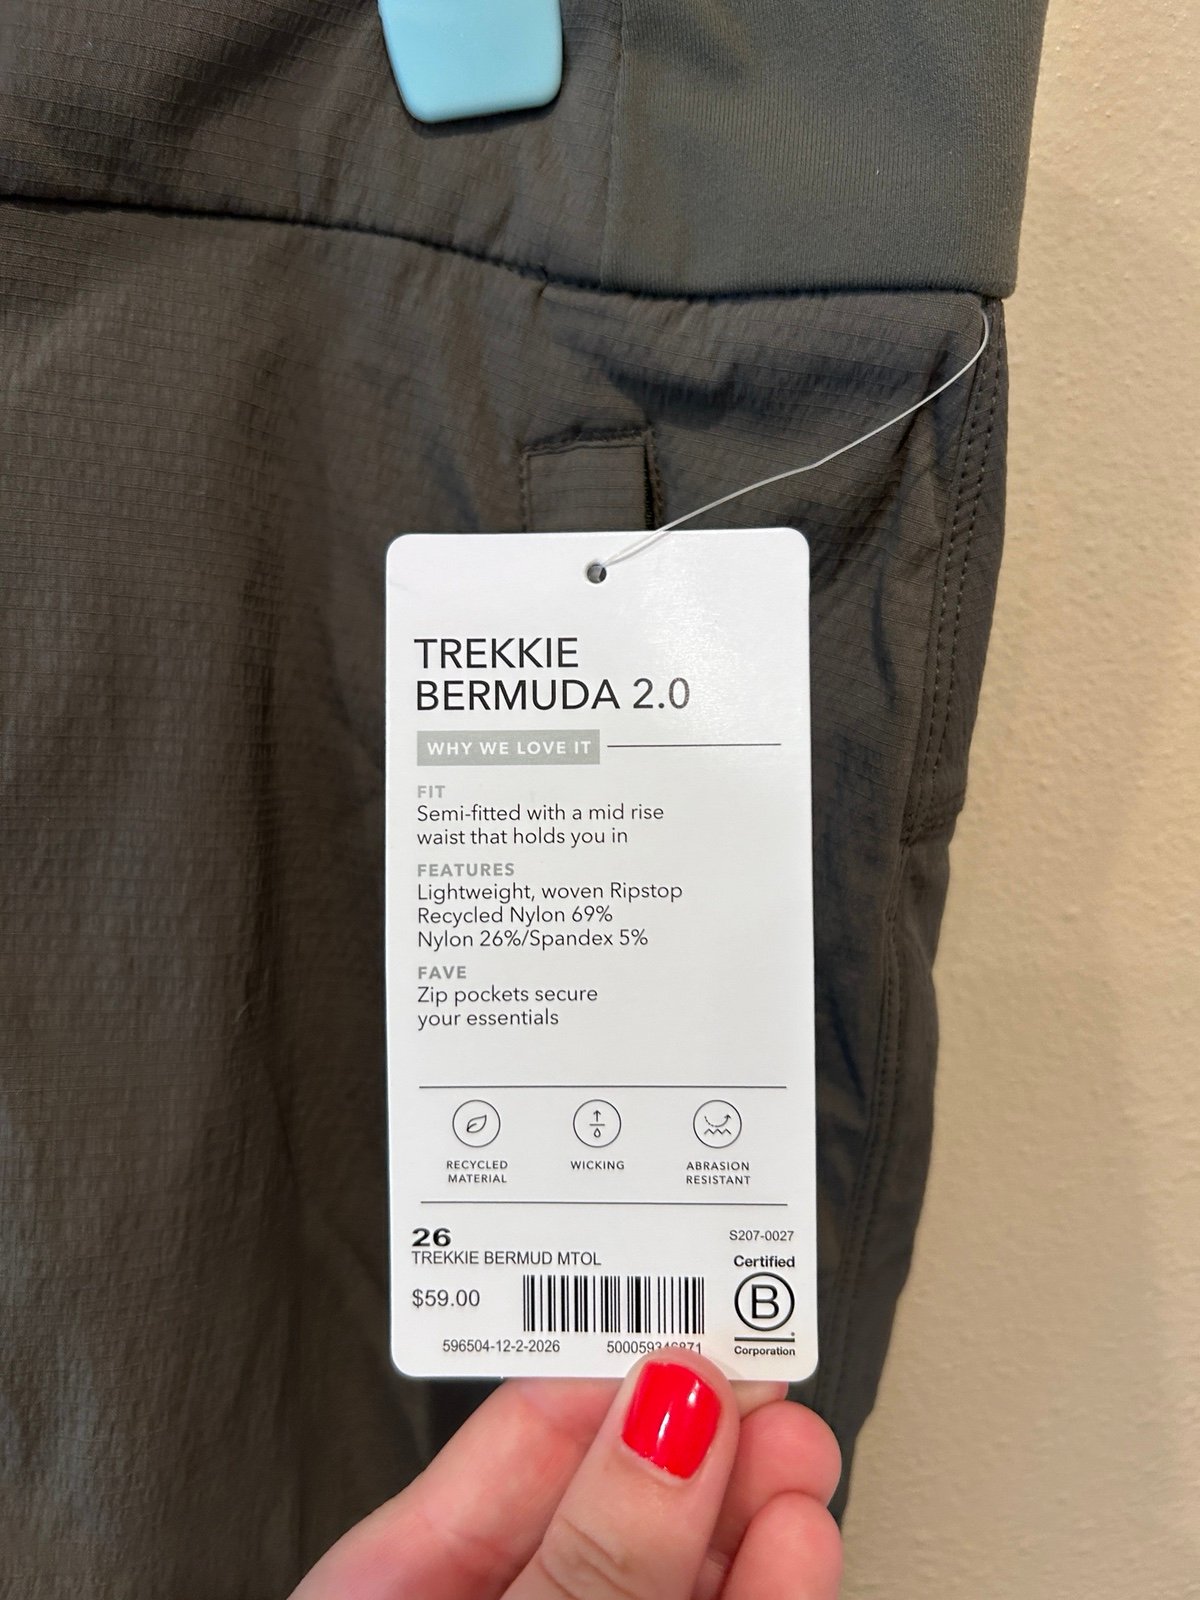 TREKKIE
BERMUDA 2.0
WHY WE LOVE IT
FIT
Semi-fitted with a mid rise
waist that holds you in
FEATURES
Lightweight, woven Ripstop
Recycled Nylon 69%
Nylon 26%/Spandex 5%
FAVE
Zip pockets secure
your essentials
RECYCLED
MATERIAL
WICKING
ABRASION
RESISTANT
26
S207-0027
TREKKIE BERMUD MTOL
Certified
B
Corporation
$59.00
596504-12-2-2026